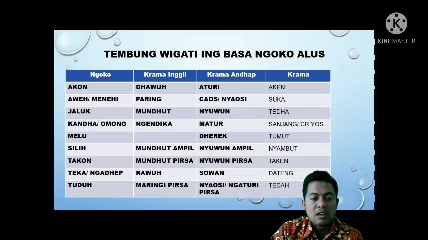 KINEMASTER
TEMBUNG WIGATI ING BASA NGOKO ALUS
Ngoko Krama Inggil Krama Andhap Krama
AKON DHAWUH ATURI AKEN
AWEH/ MENEHI PARING CAOS/ NYAOSI SUKA
JALUK MUNDHUT NYUWUN TEDHA
KANDHA/ OMONG NGENDIKA MATUR SANJANG/ CRIYOS
MELU DHEREK TUMUT
SILIH MUNDHUT AMPIL NYUWUN AMPIL NYAMBUT
TAKON MUNDHUT PIRSA NYUWUN PIRSA TAKEN
TEKA/ NGADHEP RAWUH SOWAN DATENG
TUDUH MARINGI PIRSA NYAOSI/ NGATURI TEDAH
PIRSA